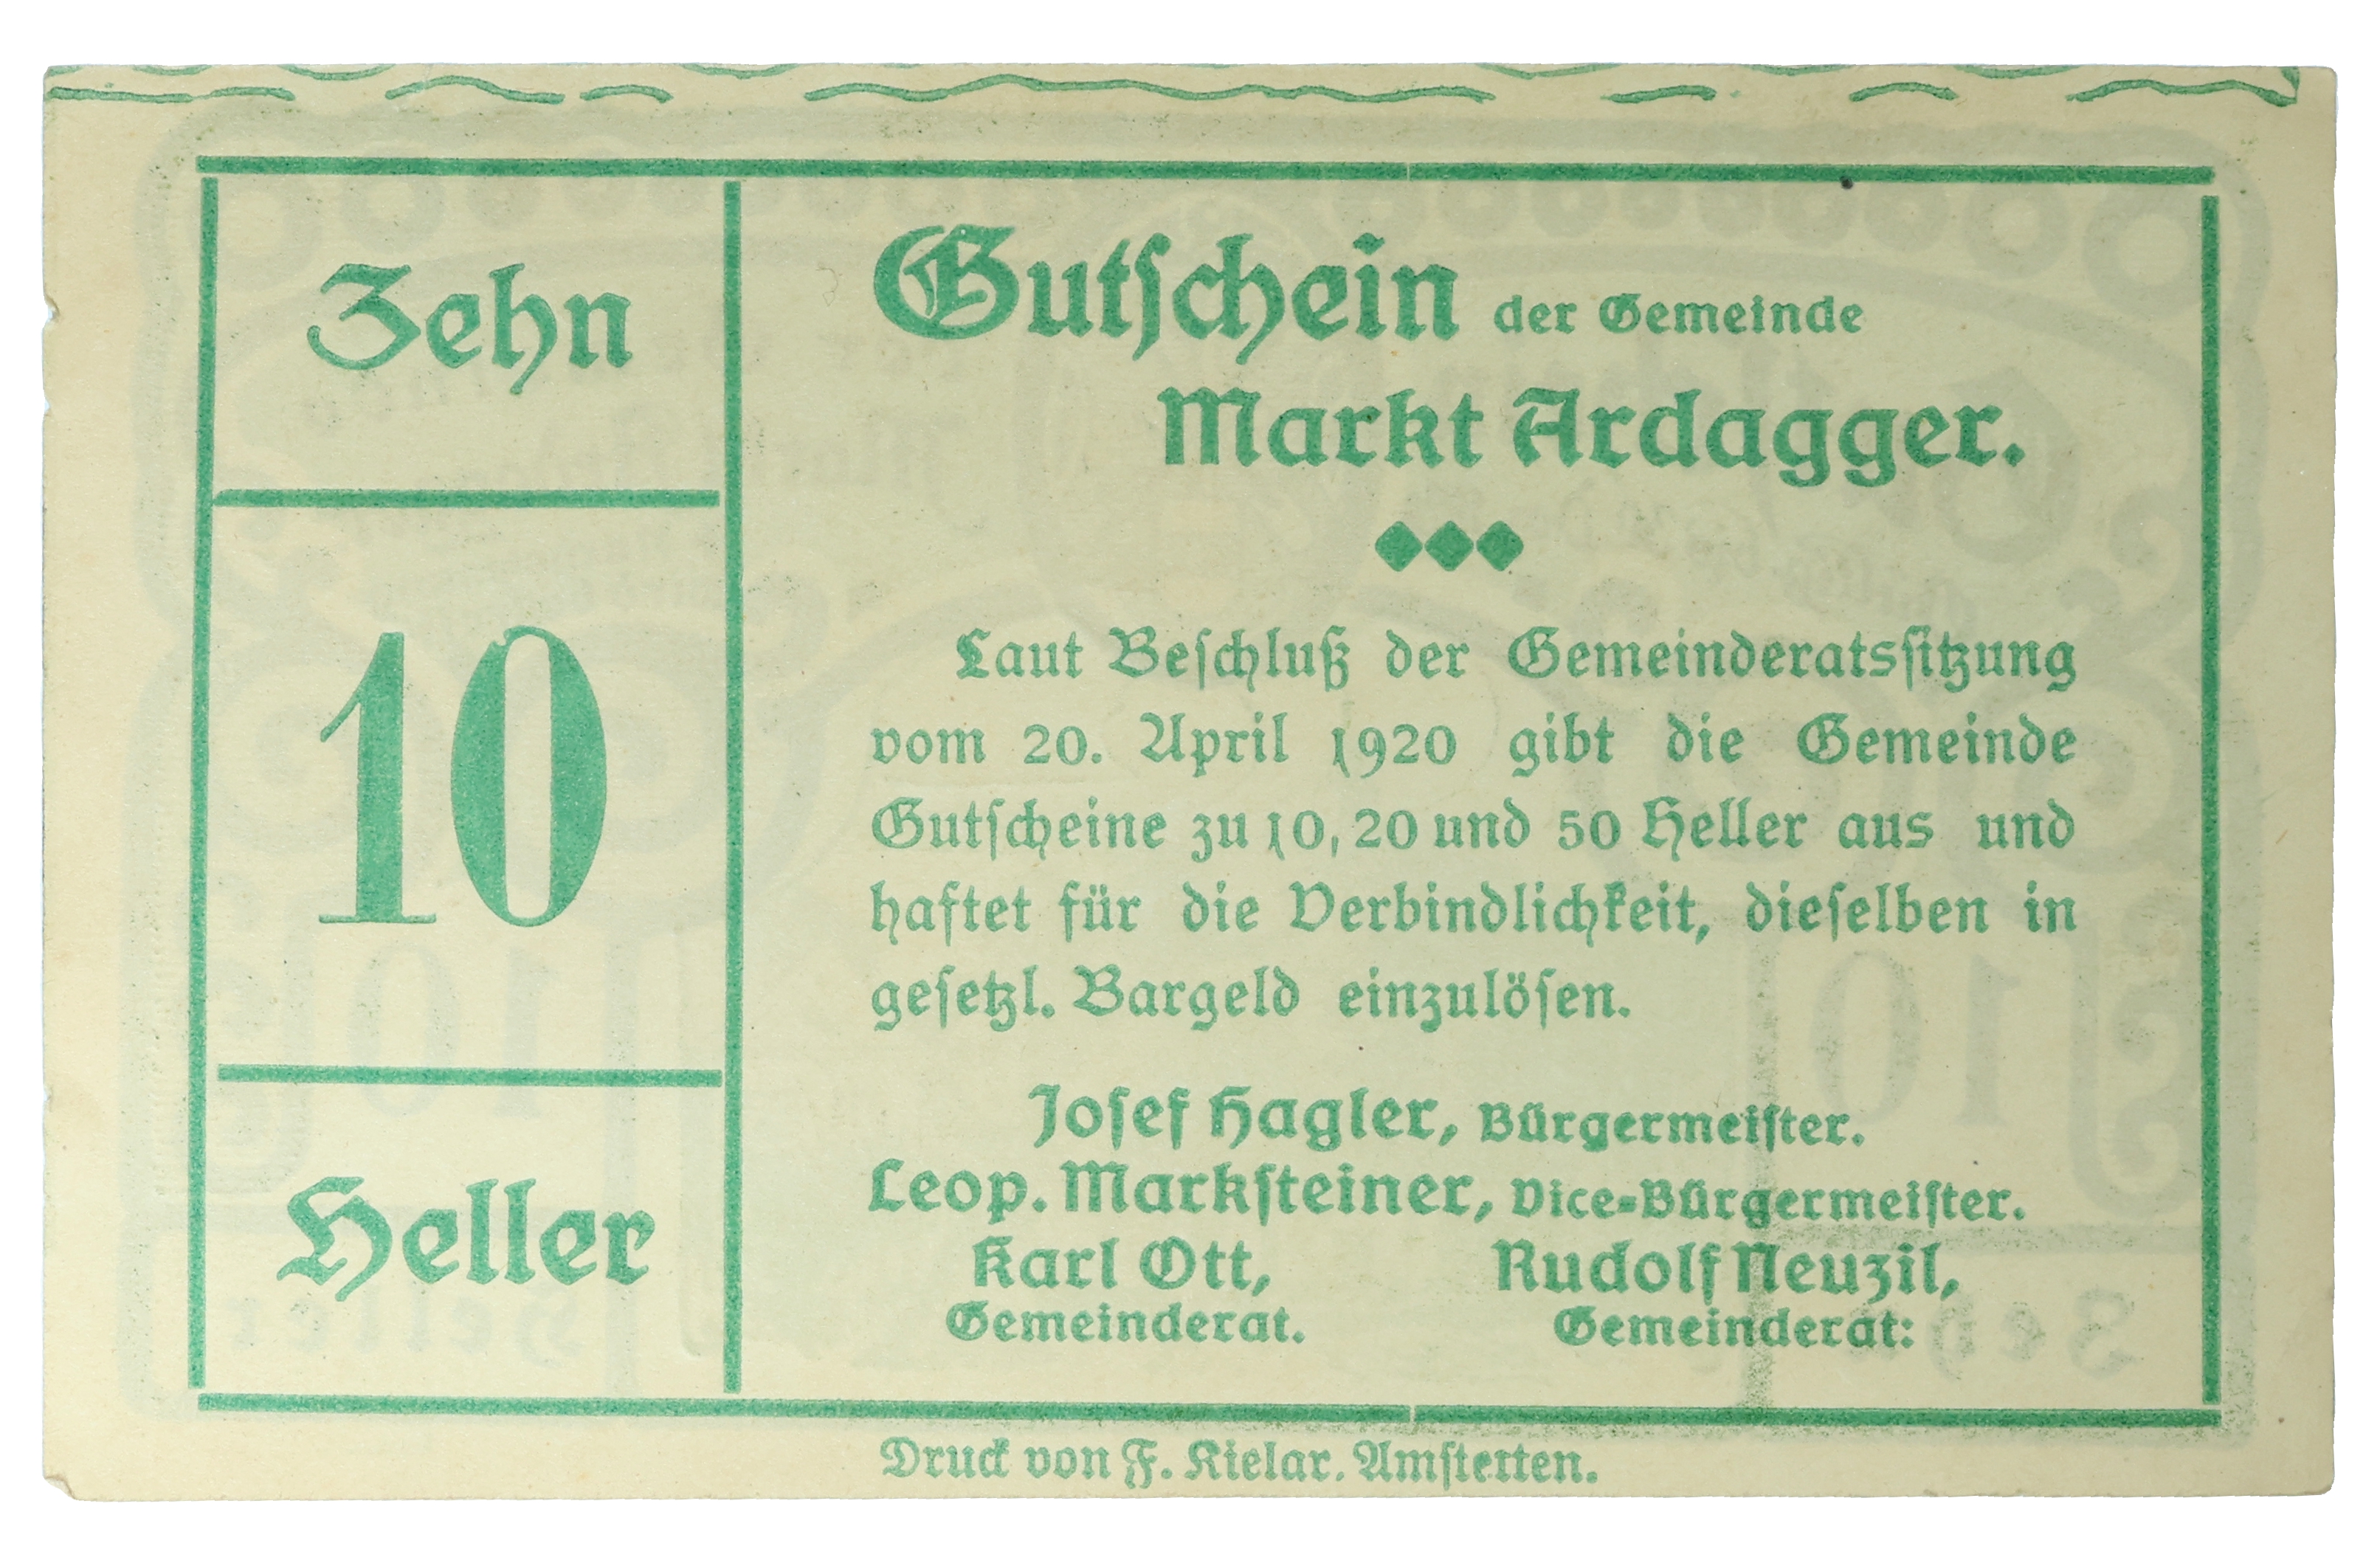 Zehn
10
Heller
Gutschein der Gemeinde
Markt Ardagger.
Laut Beschluß der Gemeinderatssitzung
vom 20. April 1920 gibt die Gemeinde
Gutscheine zu 10, 20 und 50 Heller aus und
haftet für die Verbindlichkeit, dieselben in
gesetzl. Bargeld einzulösen.
Josef Hagler, Bürgermeister.
Leop. Marksteiner, Vice-Bürgermeister.
Karl Ott, Rudolf Neuzil,
Gemeinderat. Gemeinderat:
Druck von F. Kielar. Amstetten.